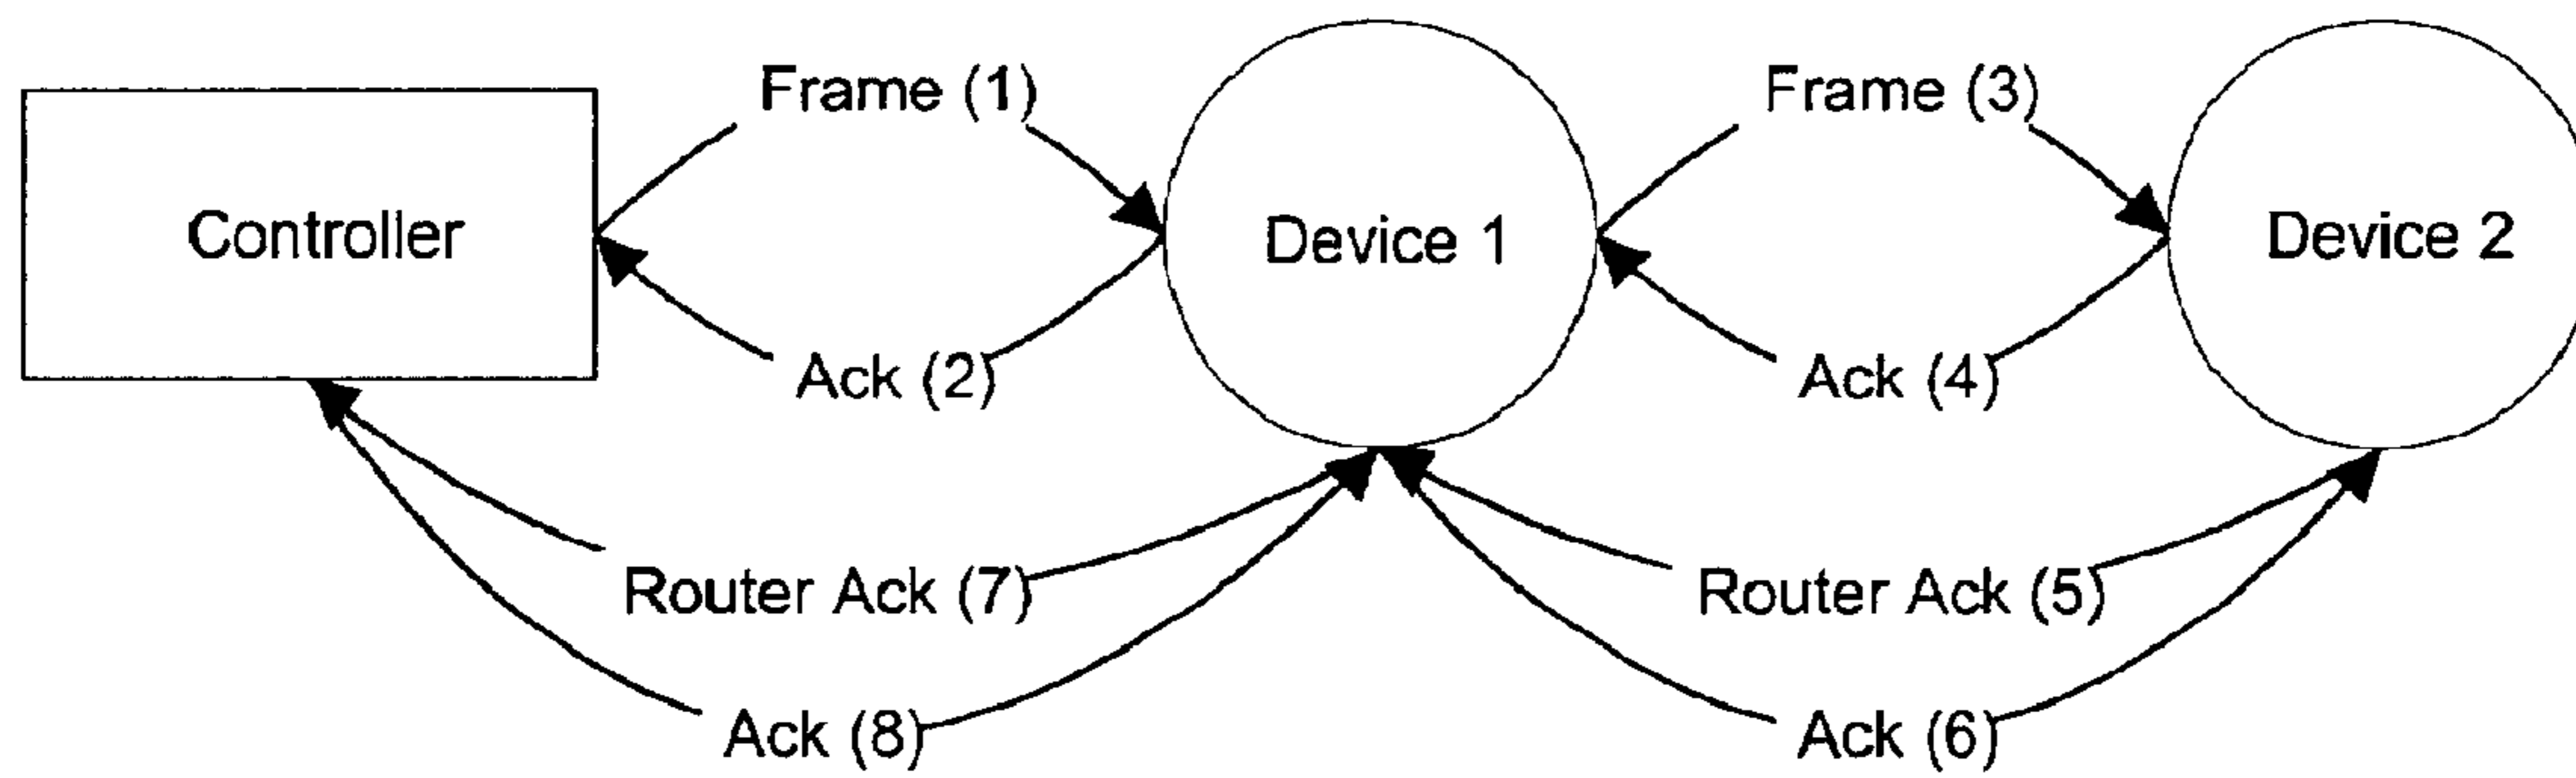 Frame (1)
Frame (3)
Controller
Device 1
Device 2
Ack (2)
Ack (4)
Router Ack (7)
Router Ack (5)
Ack (8)
Ack (6)